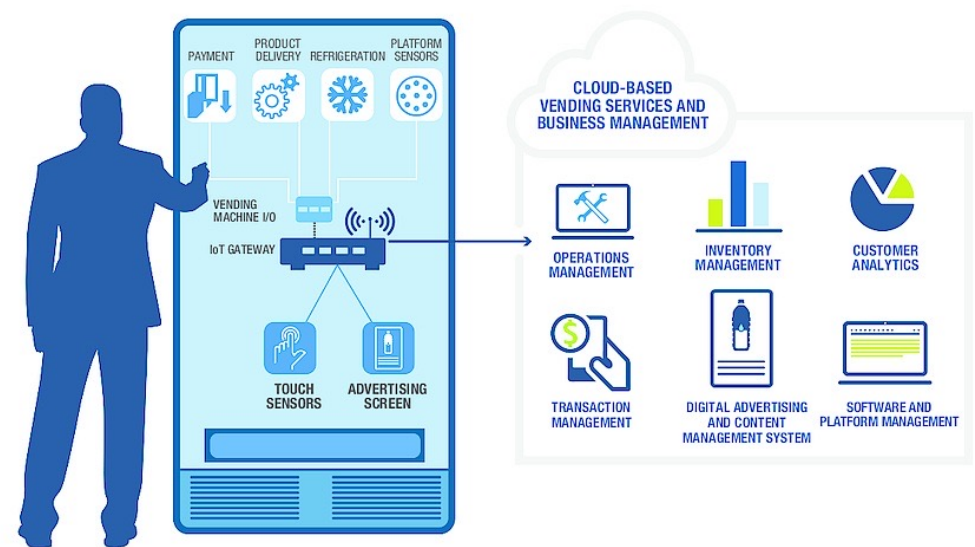 PAYMENT
PRODUCT
DELIVERY
REFRIGERATION
PLATFORM
SENSORS
VENDING
MACHINE I/O
IoT GATEWAY
TOUCH
SENSORS
ADVERTISING
SCREEN
CLOUD-BASED
VENDING SERVICES AND
BUSINESS MANAGEMENT
OPERATIONS
MANAGEMENT
INVENTORY
MANAGEMENT
CUSTOMER
ANALYTICS
$
TRANSACTION
MANAGEMENT
DIGITAL ADVERTISING
AND CONTENT
MANAGEMENT SYSTEM
SOFTWARE AND
PLATFORM MANAGEMENT